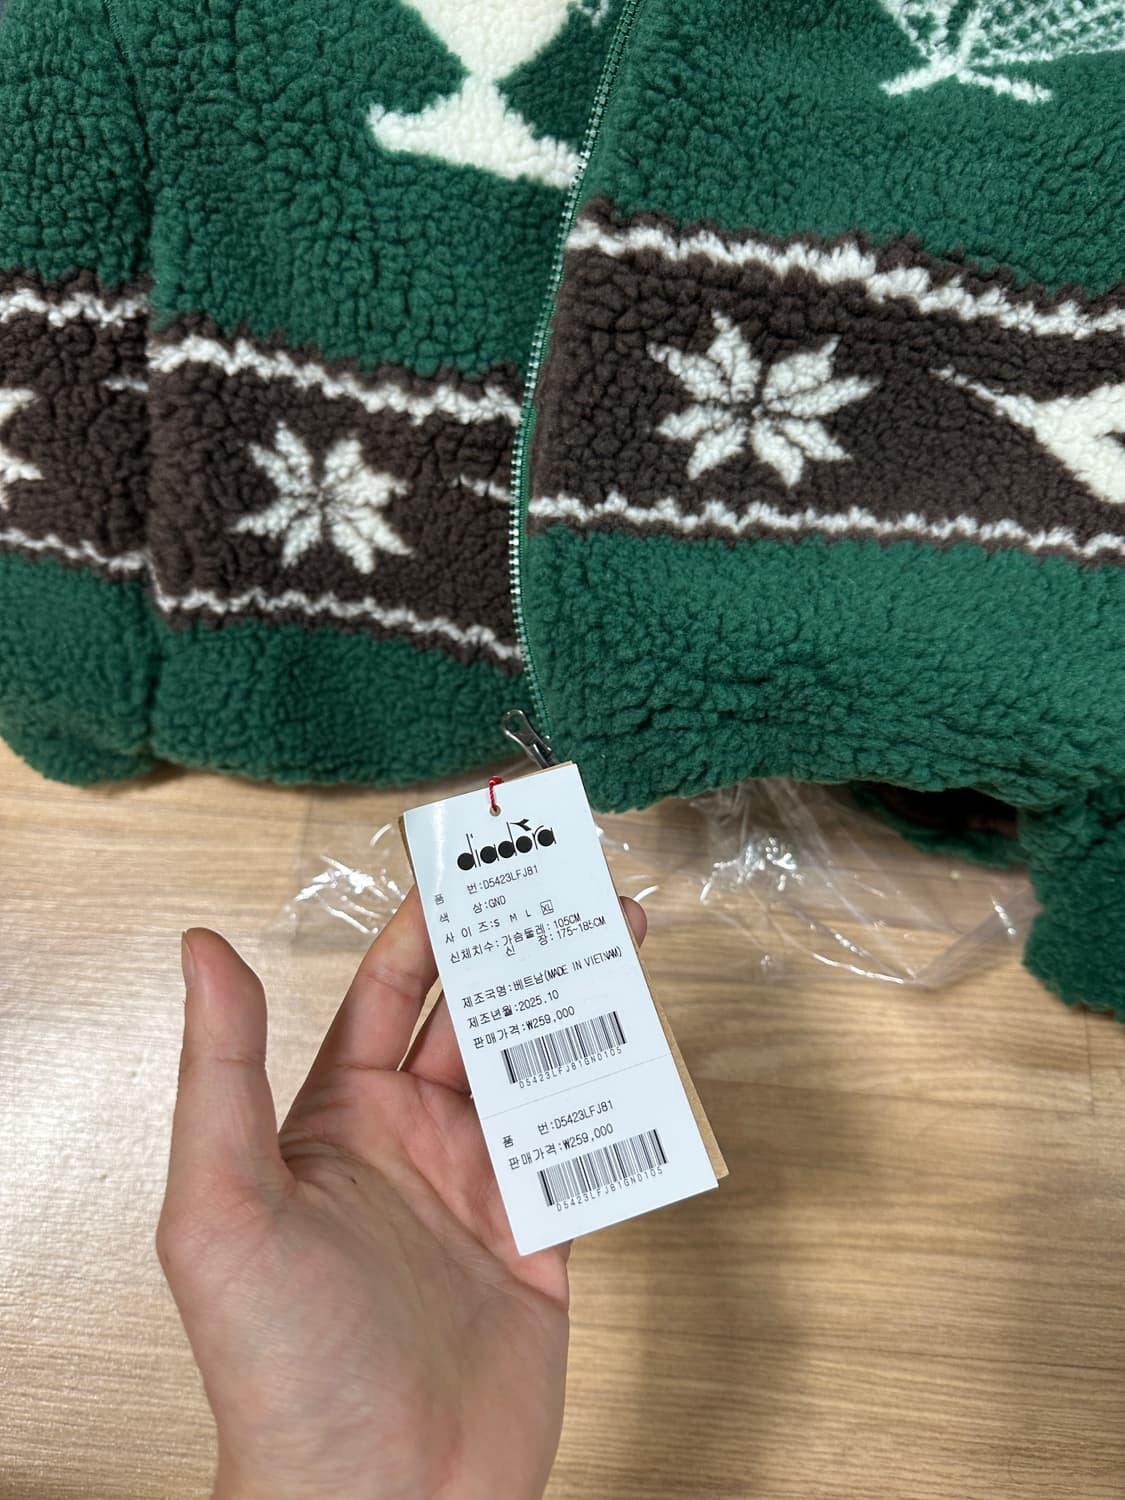 diadora
품 번:D5423LFJ81
색 상:GND
사 이 즈:S M L XL
신체치수:가슴둘레:105CM
신 장:175~185CM
제조국명:베트남(MADE IN VIETNAM)
제조년월:2025.10
판매가격:₩259,000
D5423LFJ81GND105
품 번:D5423LFJ81
판매가격:₩259,000
D5423LFJ81GND105